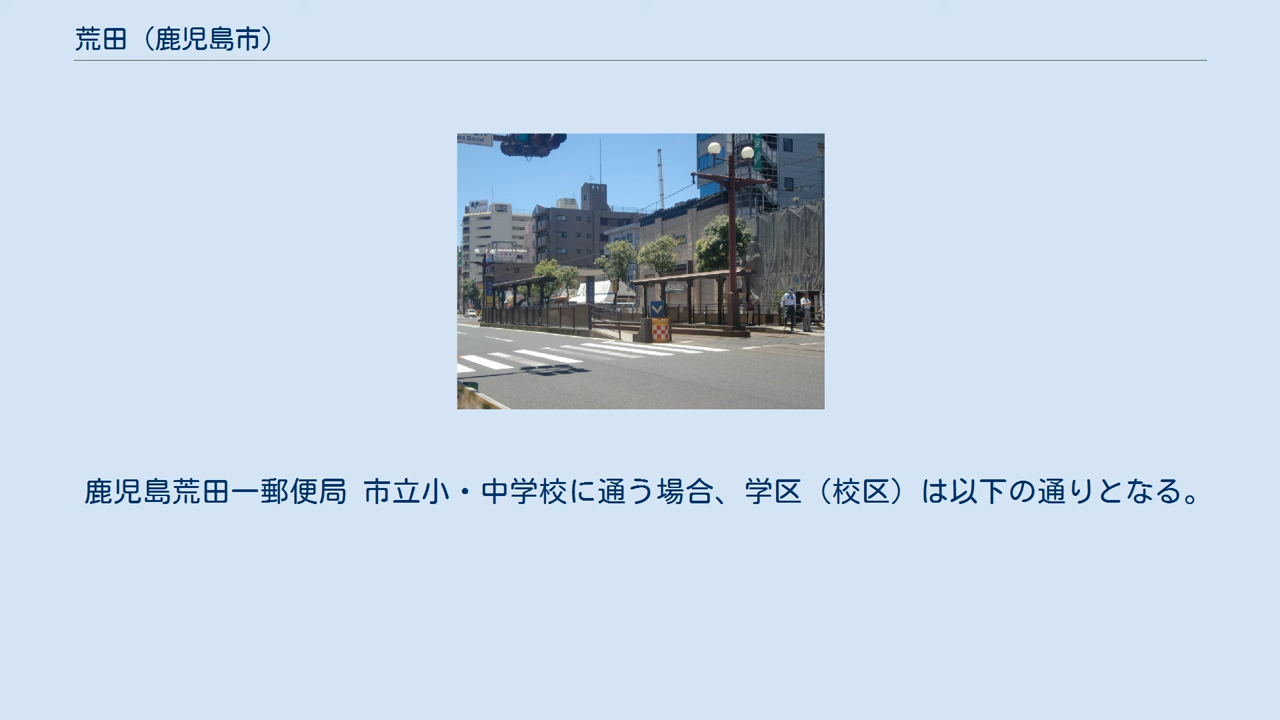 荒田（鹿児島市）
鹿児島荒田一郵便局 市立小・中学校に通う場合、学区（校区）は以下の通りとなる。